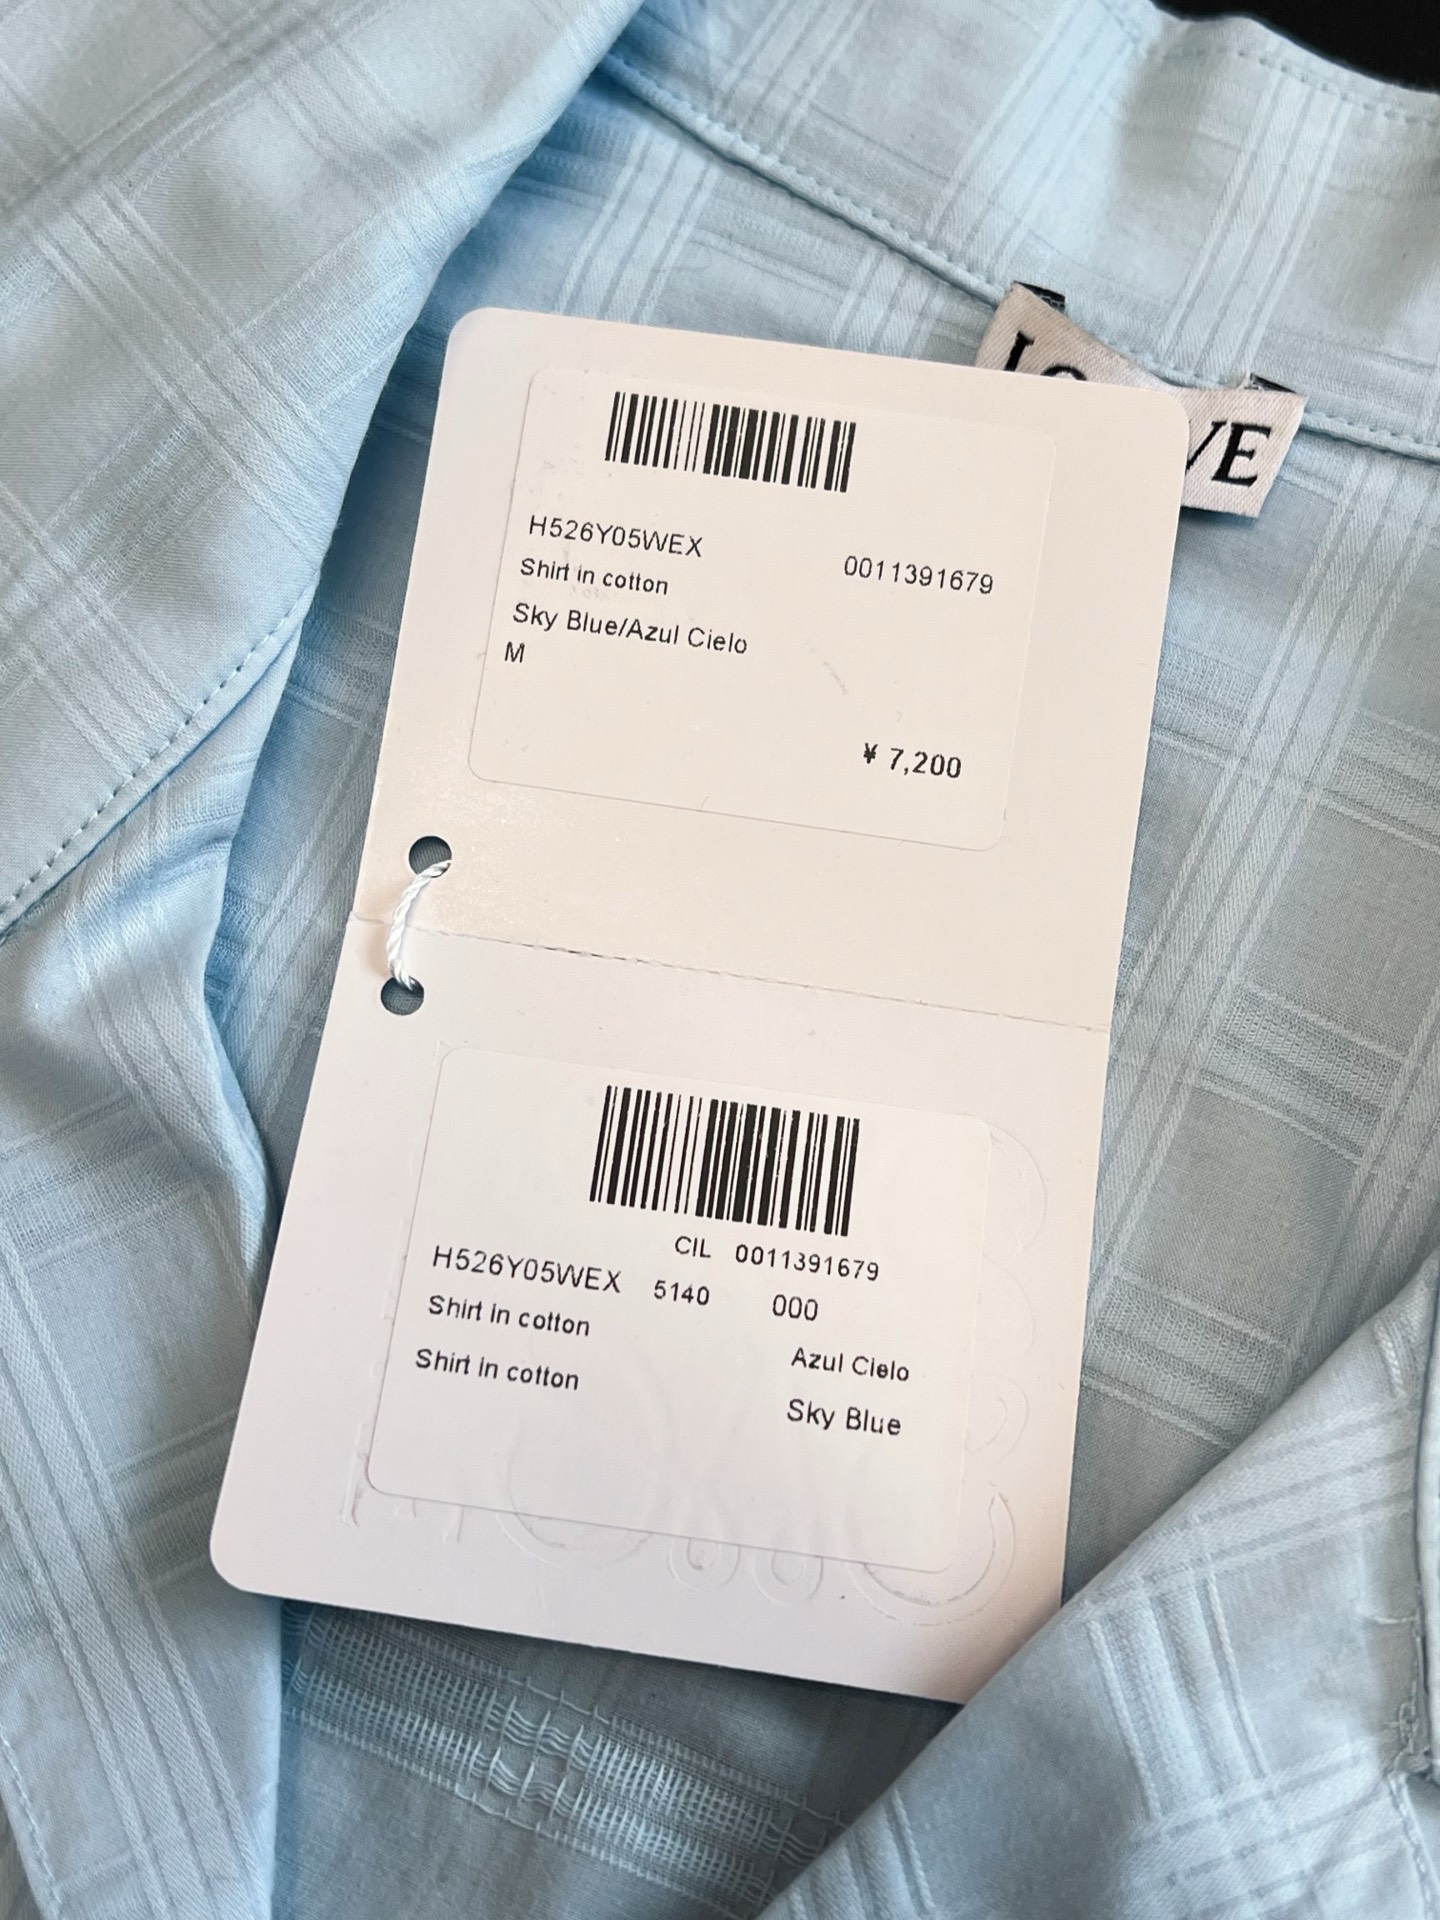 H526Y05WEX 0011391679
Shirt in cotton
Sky Blue/Azul Cielo
M
¥ 7,200
CIL 0011391679
H526Y05WEX 5140 000
Shirt in cotton
Azul Cielo
Shirt in cotton
Sky Blue